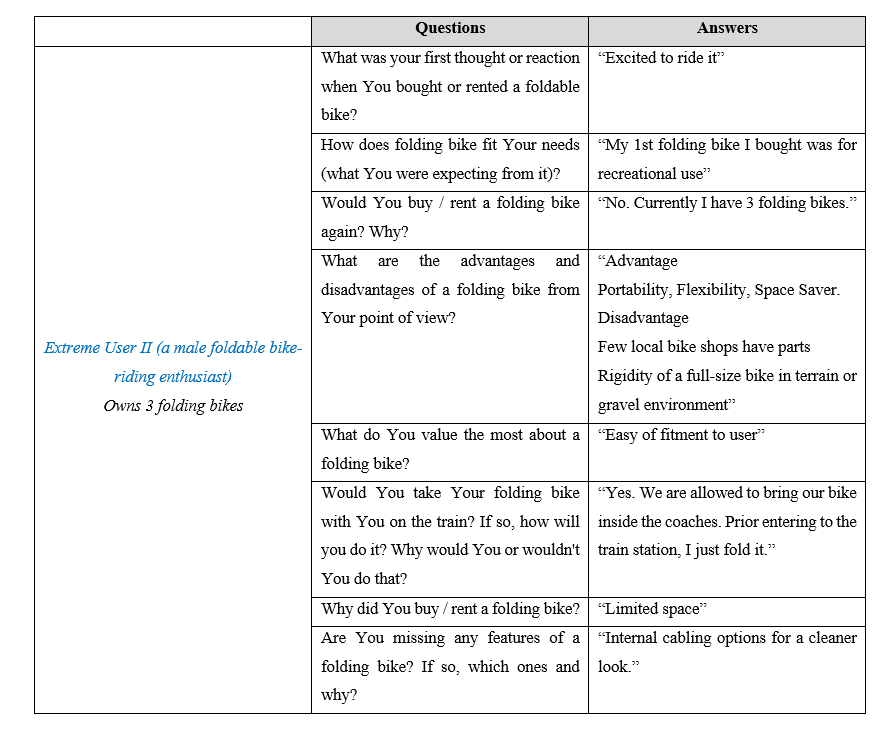 Questions
Answers
Extreme User II (a male foldable bike-
riding enthusiast)
Owns 3 folding bikes
What was your first thought or reaction
when You bought or rented a foldable
bike?
“Excited to ride it”
How does folding bike fit Your needs
(what You were expecting from it)?
“My 1st folding bike I bought was for
recreational use”
Would You buy / rent a folding bike
again? Why?
“No. Currently I have 3 folding bikes.”
What are the advantages and
disadvantages of a folding bike from
Your point of view?
“Advantage
Portability, Flexibility, Space Saver.
Disadvantage
Few local bike shops have parts
Rigidity of a full-size bike in terrain or
gravel environment”
What do You value the most about a
folding bike?
“Easy of fitment to user”
Would You take Your folding bike
with You on the train? If so, how will
you do it? Why would You or wouldn't
You do that?
“Yes. We are allowed to bring our bike
inside the coaches. Prior entering to the
train station, I just fold it.”
Why did You buy / rent a folding bike?
“Limited space”
Are You missing any features of a
folding bike? If so, which ones and
why?
“Internal cabling options for a cleaner
look.”